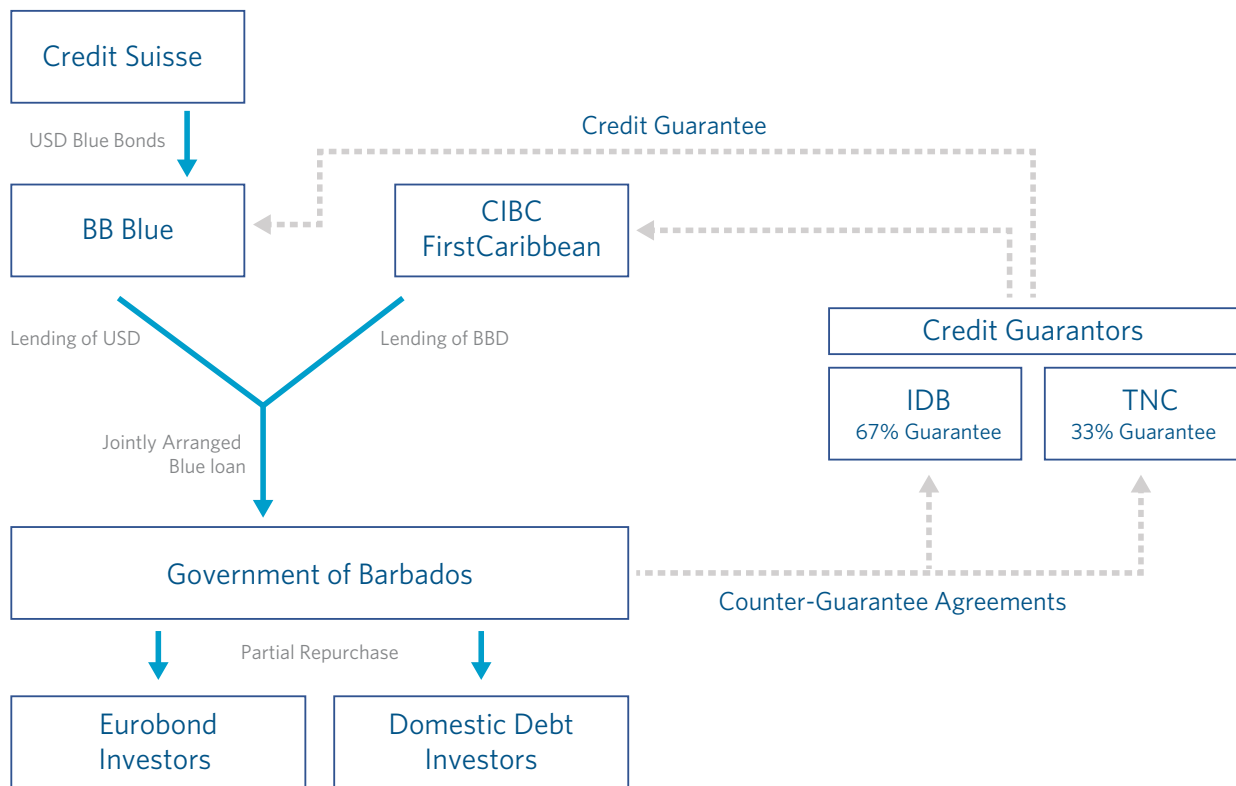 Credit Suisse
USD Blue Bonds
Credit Guarantee
BB Blue
CIBC
FirstCaribbean
Lending of USD
Lending of BBD
Credit Guarantors
IDB
67% Guarantee
TNC
33% Guarantee
Jointly Arranged
Blue loan
Government of Barbados
Counter-Guarantee Agreements
Partial Repurchase
Eurobond
Investors
Domestic Debt
Investors